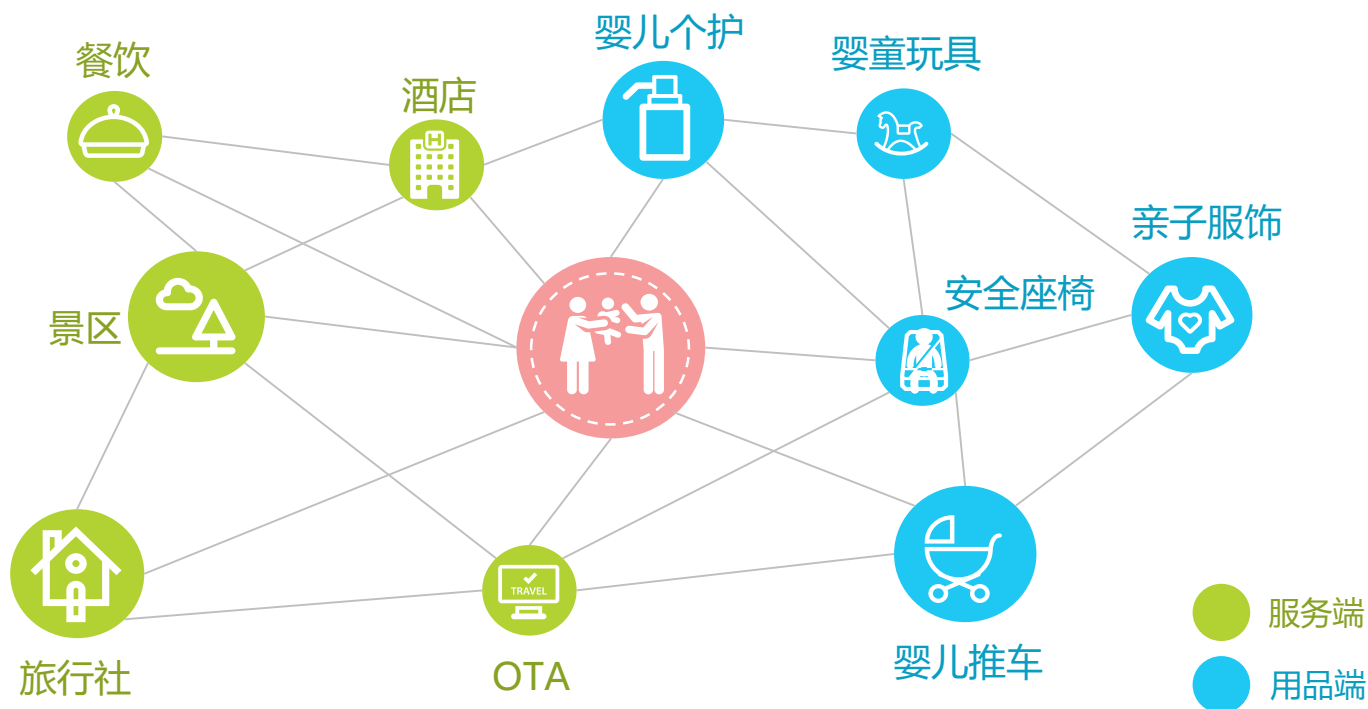 婴儿个护
婴童玩具
餐饮
酒店
H
亲子服饰
安全座椅
景区
TRAVEL
服务端
旅行社
OTA
婴儿推车
用品端